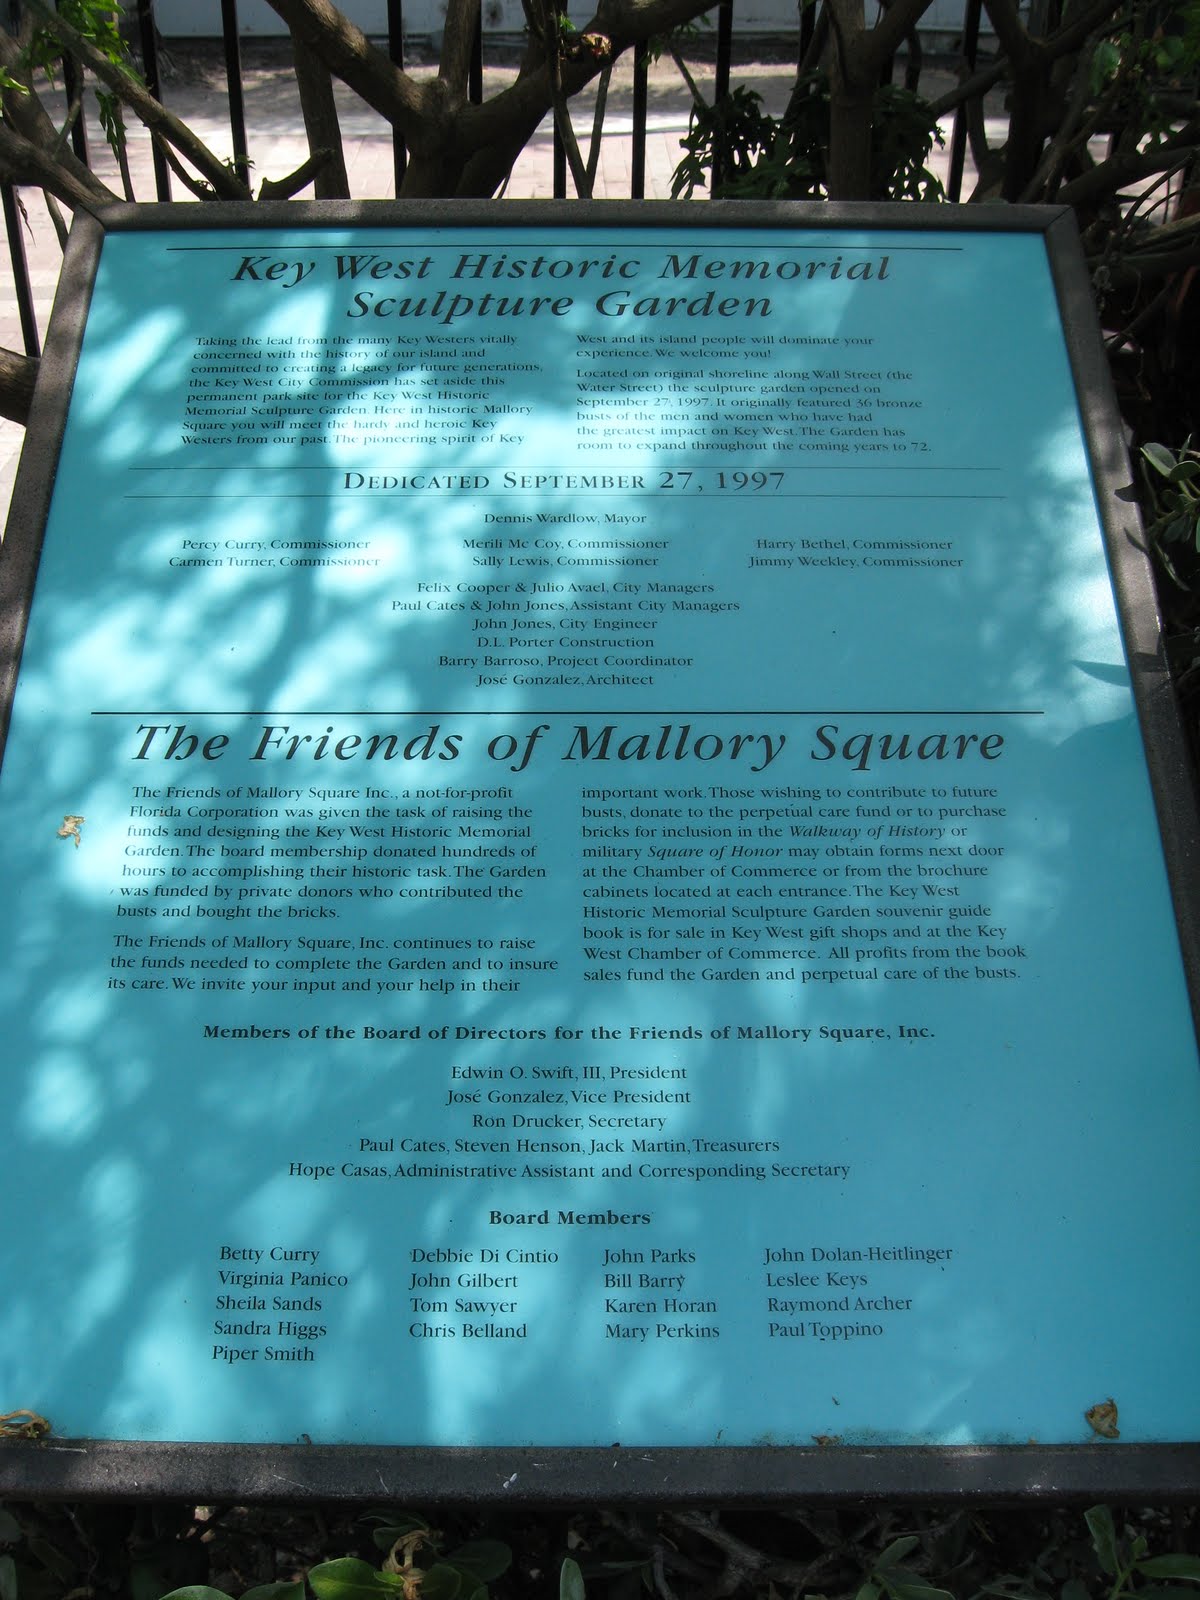 Key West Historic Memorial
Sculpture Garden
Taking the lead from the many Key Westers vitally
concerned with the history of our island and
committed to creating a legacy for future generations,
the Key West City Commission has set aside this
permanent park site for the Key West Historic
Memorial Sculpture Garden. Here in historic Mallory
Square you will meet the hardy and heroic Key
Westers from our past. The pioneering spirit of Key
West and its island people will dominate your
experience. We welcome you!
Located on original shoreline along Wall Street (the
Water Street) the sculpture garden opened on
September 27, 1997. It originally featured 36 bronze
busts of the men and women who have had
the greatest impact on Key West. The Garden has
room to expand throughout the coming years to 72.
Dedicated September 27, 1997
Dennis Wardlow, Mayor
Percy Curry, Commissioner Merili Mc Coy, Commissioner Harry Bethel, Commissioner
Carmen Turner, Commissioner Sally Lewis, Commissioner Jimmy Weekley, Commissioner
Felix Cooper & Julio Avael, City Managers
Paul Cates & John Jones, Assistant City Managers
John Jones, City Engineer
D.L. Porter Construction
Barry Barroso, Project Coordinator
José Gonzalez, Architect
The Friends of Mallory Square
The Friends of Mallory Square Inc., a not-for-profit
Florida Corporation was given the task of raising the
funds and designing the Key West Historic Memorial
Garden. The board membership donated hundreds of
hours to accomplishing their historic task. The Garden
was funded by private donors who contributed the
busts and bought the bricks.
The Friends of Mallory Square, Inc. continues to raise
the funds needed to complete the Garden and to insure
its care. We invite your input and your help in their
important work. Those wishing to contribute to future
busts, donate to the perpetual care fund or to purchase
bricks for inclusion in the Walkway of History or
military Square of Honor may obtain forms next door
at the Chamber of Commerce or from the brochure
cabinets located at each entrance. The Key West
Historic Memorial Sculpture Garden souvenir guide
book is for sale in Key West gift shops and at the Key
West Chamber of Commerce. All profits from the book
sales fund the Garden and perpetual care of the busts.
Members of the Board of Directors for the Friends of Mallory Square, Inc.
Edwin O. Swift, III, President
José Gonzalez, Vice President
Ron Drucker, Secretary
Paul Cates, Steven Henson, Jack Martin, Treasurers
Hope Casas, Administrative Assistant and Corresponding Secretary
Board Members
Betty Curry Debbie Di Cintio John Parks John Dolan-Heitlinger
Virginia Panico John Gilbert Bill Barry Leslee Keys
Sheila Sands Tom Sawyer Karen Horan Raymond Archer
Sandra Higgs Chris Belland Mary Perkins Paul Toppino
Piper Smith